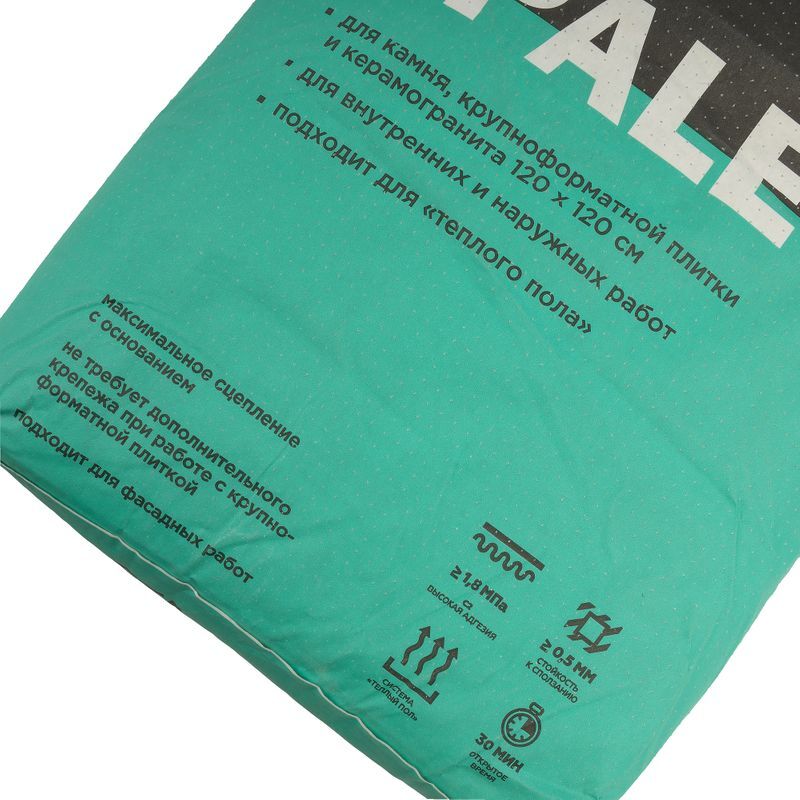 PALE
▪ для камня, крупноформатной плитки
и керамогранита 120 x 120 см
▪ для внутренних и наружных работ
▪ подходит для «теплого пола»
максимальное сцепление
с основанием
не требует дополнительного
крепежа при работе с крупно-
форматной плиткой
подходит для фасадных работ
≥ 1,8 МПа
С2
ВЫСОКАЯ АДГЕЗИЯ
≥ 0,5 ММ
СТОЙКОСТЬ
К СПОЛЗАНИЮ
СИСТЕМА
«ТЕПЛЫЙ ПОЛ»
30 МИН
ОТКРЫТОЕ
ВРЕМЯ